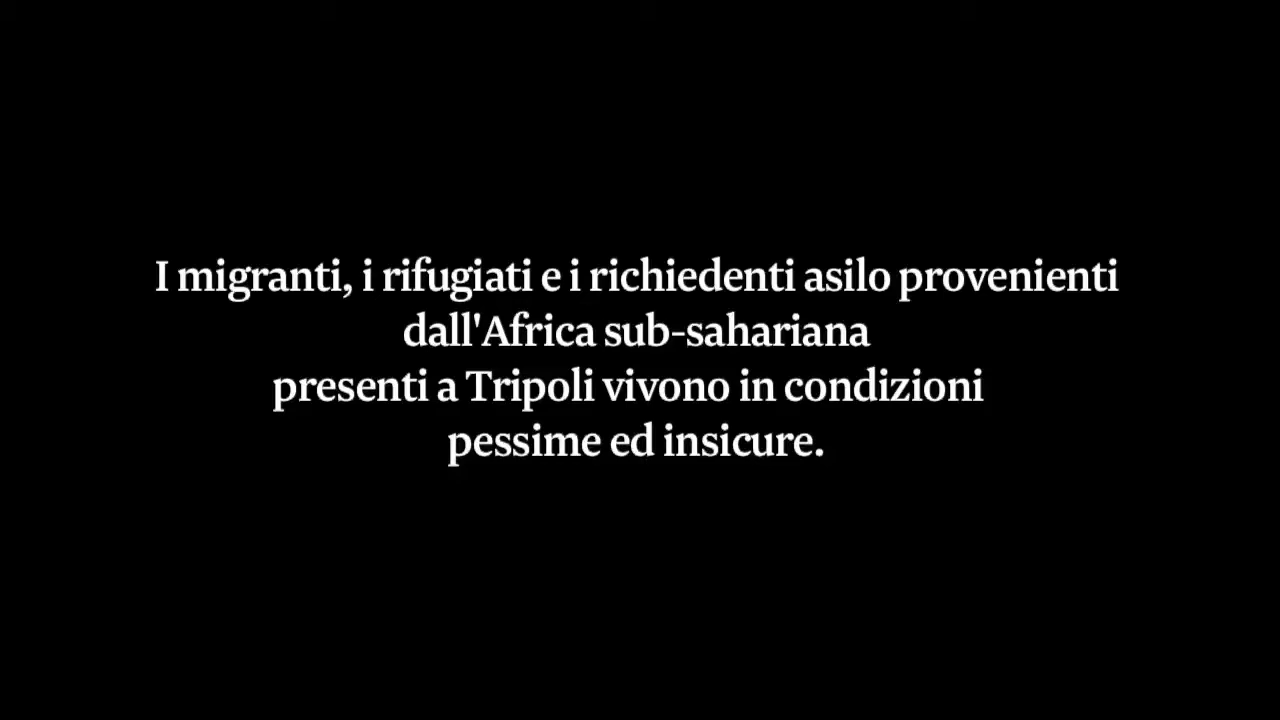 I migranti, i rifugiati e i richiedenti asilo provenienti
dall'Africa sub-sahariana
presenti a Tripoli vivono in condizioni
pessime ed insicure.